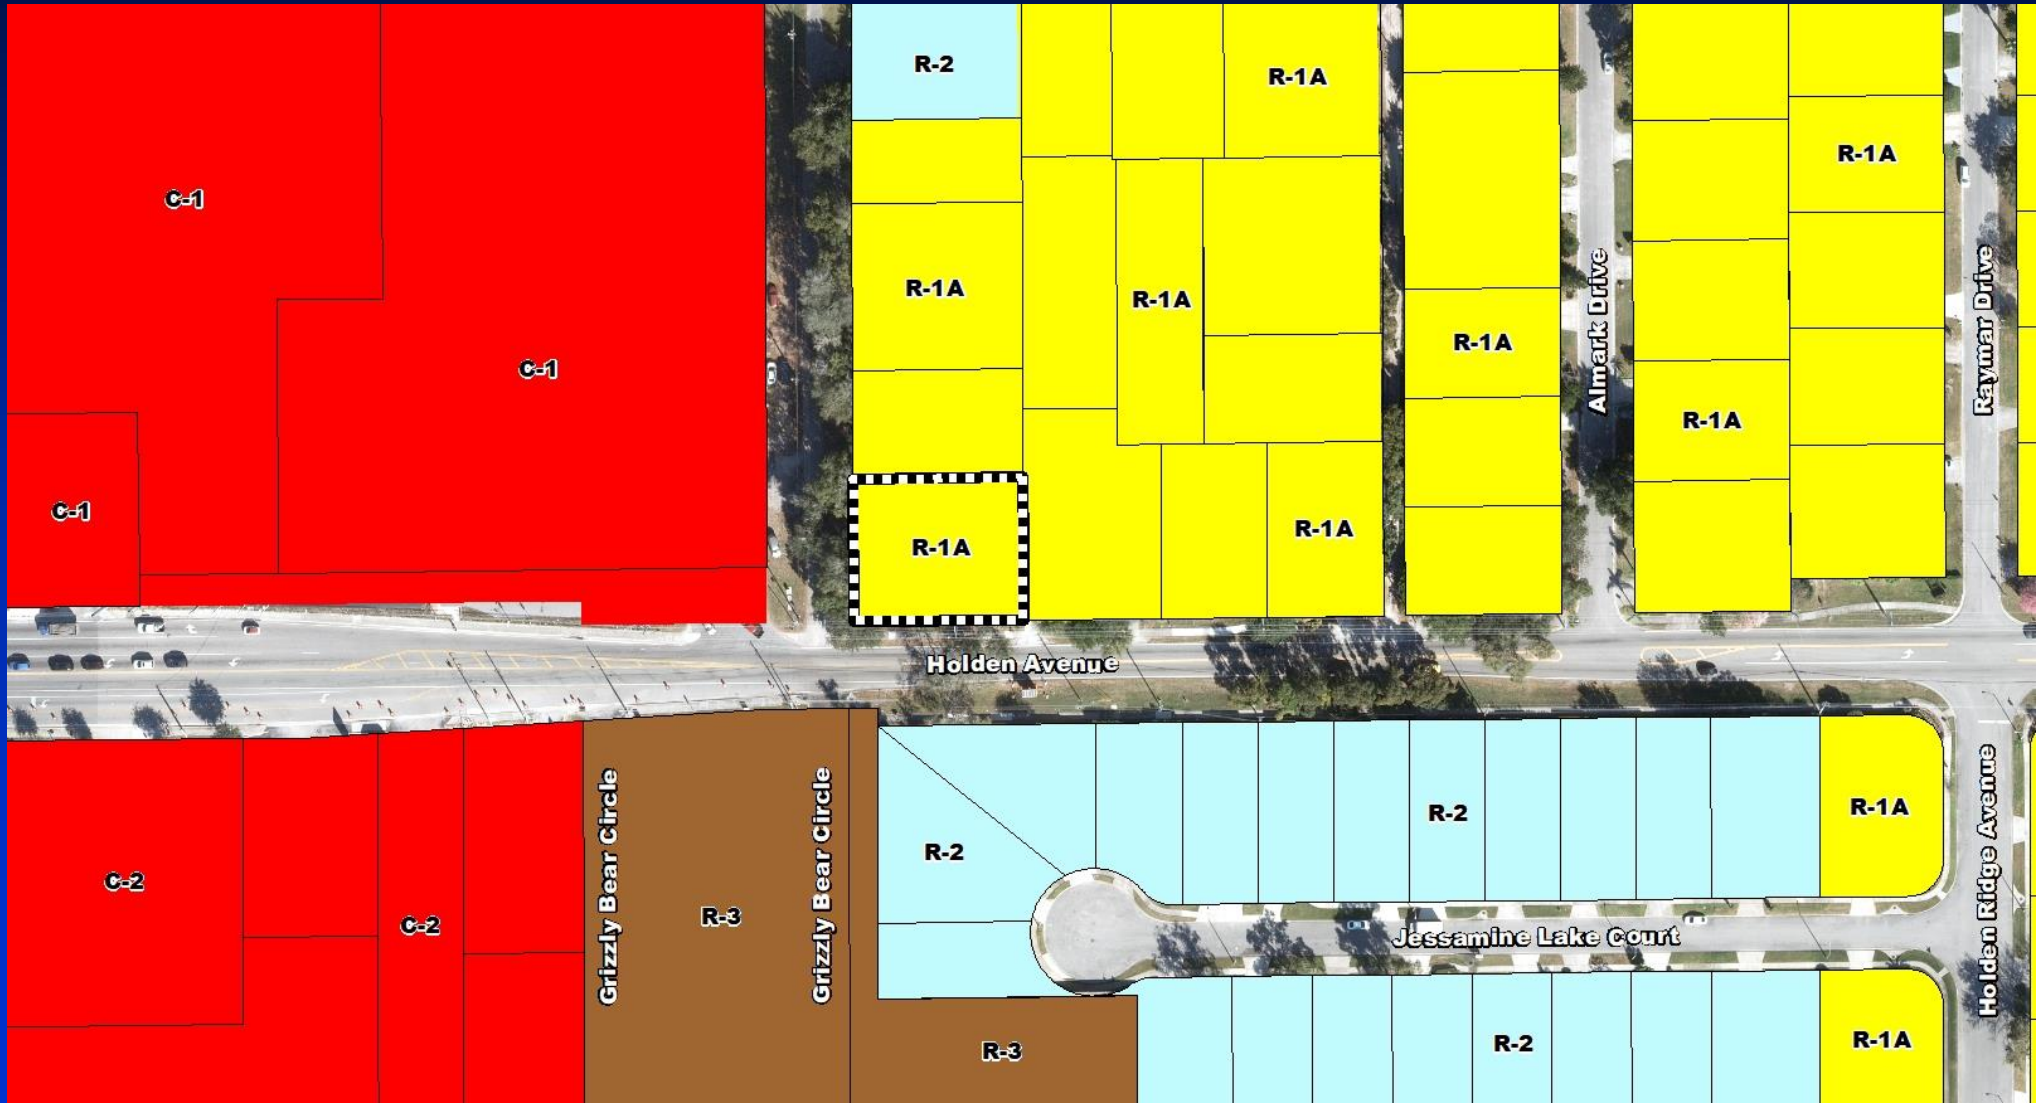 R-2
R-1A
R-1A
C-1
R-1A
R-1A
Almark Drive
Raymar Drive
R-1A
C-1
R-1A
C-1
R-1A
R-1A
Holden Avenue
Grizzly Bear Circle
Grizzly Bear Circle
R-2
R-1A
Holden Ridge Avenue
R-2
C-2
R-3
C-2
Jessamine Lake Court
R-3
R-2
R-1A